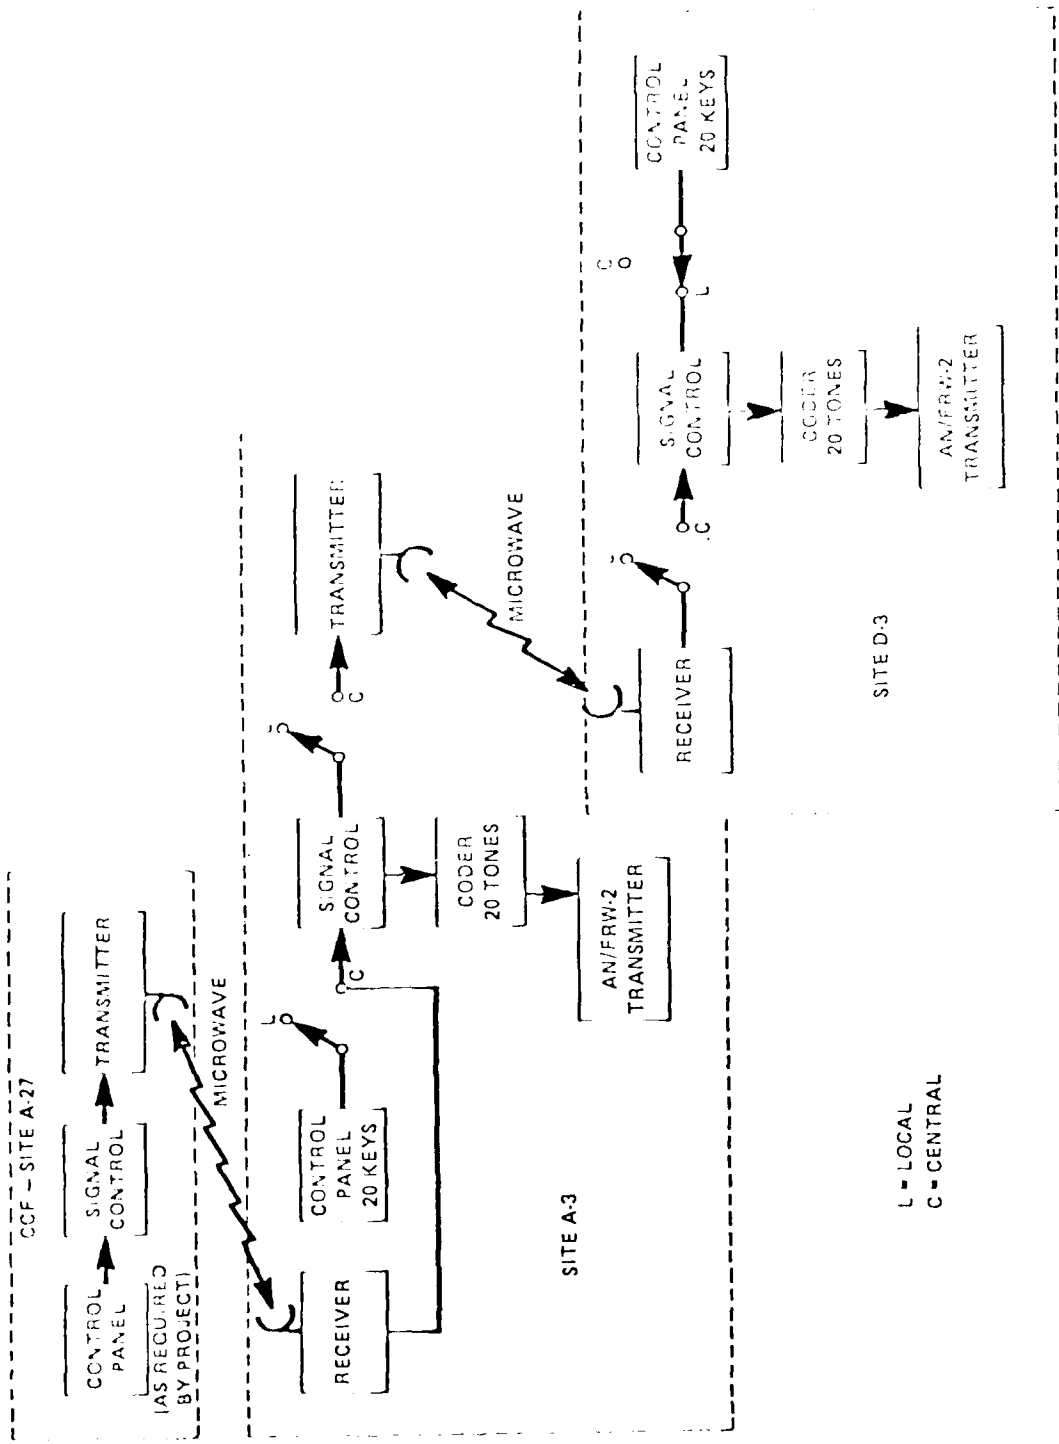 CCF – SITE A-27
CONTROL
PANEL
(AS REQUIRED
BY PROJECT)
SIGNAL
CONTROL
TRANSMITTER
MICROWAVE
RECEIVER
CONTROL
PANEL
20 KEYS
L
C
SIGNAL
CONTROL
C
TRANSMITTER
CODER
20 TONES
AN/FRW-2
TRANSMITTER
SITE A-3
MICROWAVE
RECEIVER
C
SIGNAL
CONTROL
L
C
CONTROL
PANEL
20 KEYS
CODER
20 TONES
AN/FRW-2
TRANSMITTER
SITE D-3
L = LOCAL
C = CENTRAL